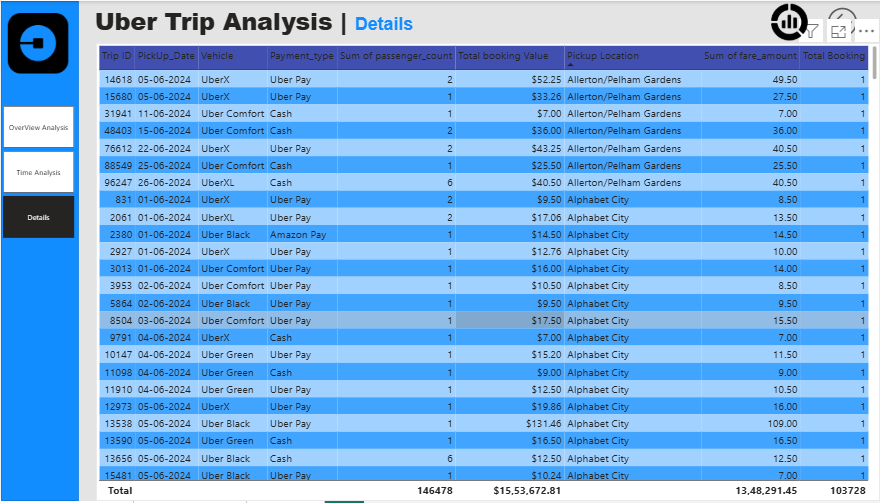 Uber Trip Analysis | Details
OverView Analysis
Time Analysis
Details
Trip ID PickUp_Date Vehicle Payment_type Sum of passenger_count Total booking Value Pickup Location Sum of fare_amount Total Booking
14618 05-06-2024 UberX Uber Pay 2 $52.25 Allerton/Pelham Gardens 49.50 1
15680 05-06-2024 UberX Uber Pay 1 $33.26 Allerton/Pelham Gardens 27.50 1
31941 11-06-2024 Uber Comfort Cash 1 $7.00 Allerton/Pelham Gardens 7.00 1
48403 15-06-2024 Uber Comfort Cash 2 $36.00 Allerton/Pelham Gardens 36.00 1
76612 22-06-2024 UberX Uber Pay 2 $43.25 Allerton/Pelham Gardens 40.50 1
88549 25-06-2024 Uber Comfort Cash 1 $25.50 Allerton/Pelham Gardens 25.50 1
96247 26-06-2024 UberXL Cash 6 $40.50 Allerton/Pelham Gardens 40.50 1
831 01-06-2024 UberX Uber Pay 2 $9.50 Alphabet City 8.50 1
2061 01-06-2024 UberXL Uber Pay 2 $17.06 Alphabet City 13.50 1
2380 01-06-2024 Uber Black Amazon Pay 1 $14.50 Alphabet City 14.50 1
2927 01-06-2024 UberX Uber Pay 1 $12.76 Alphabet City 10.00 1
3013 01-06-2024 Uber Comfort Uber Pay 1 $16.00 Alphabet City 14.00 1
3953 02-06-2024 Uber Comfort Uber Pay 1 $10.50 Alphabet City 8.50 1
5864 02-06-2024 Uber Black Uber Pay 1 $9.50 Alphabet City 9.50 1
8504 03-06-2024 Uber Comfort Uber Pay 1 $17.50 Alphabet City 15.50 1
9791 04-06-2024 UberX Cash 1 $7.00 Alphabet City 7.00 1
10147 04-06-2024 Uber Green Uber Pay 1 $15.20 Alphabet City 11.50 1
11098 04-06-2024 Uber Green Cash 1 $9.00 Alphabet City 9.00 1
11910 04-06-2024 Uber Green Uber Pay 1 $12.50 Alphabet City 10.50 1
12973 05-06-2024 UberX Uber Pay 1 $19.86 Alphabet City 16.00 1
13538 05-06-2024 Uber Black Uber Pay 1 $131.46 Alphabet City 109.00 1
13590 05-06-2024 Uber Green Cash 1 $16.50 Alphabet City 16.50 1
13656 05-06-2024 Uber Black Cash 6 $12.50 Alphabet City 12.50 1
15481 05-06-2024 Uber Black Uber Pay 1 $10.24 Alphabet City 7.00 1
Total 146478 $15,53,672.81 13,48,291.45 103728